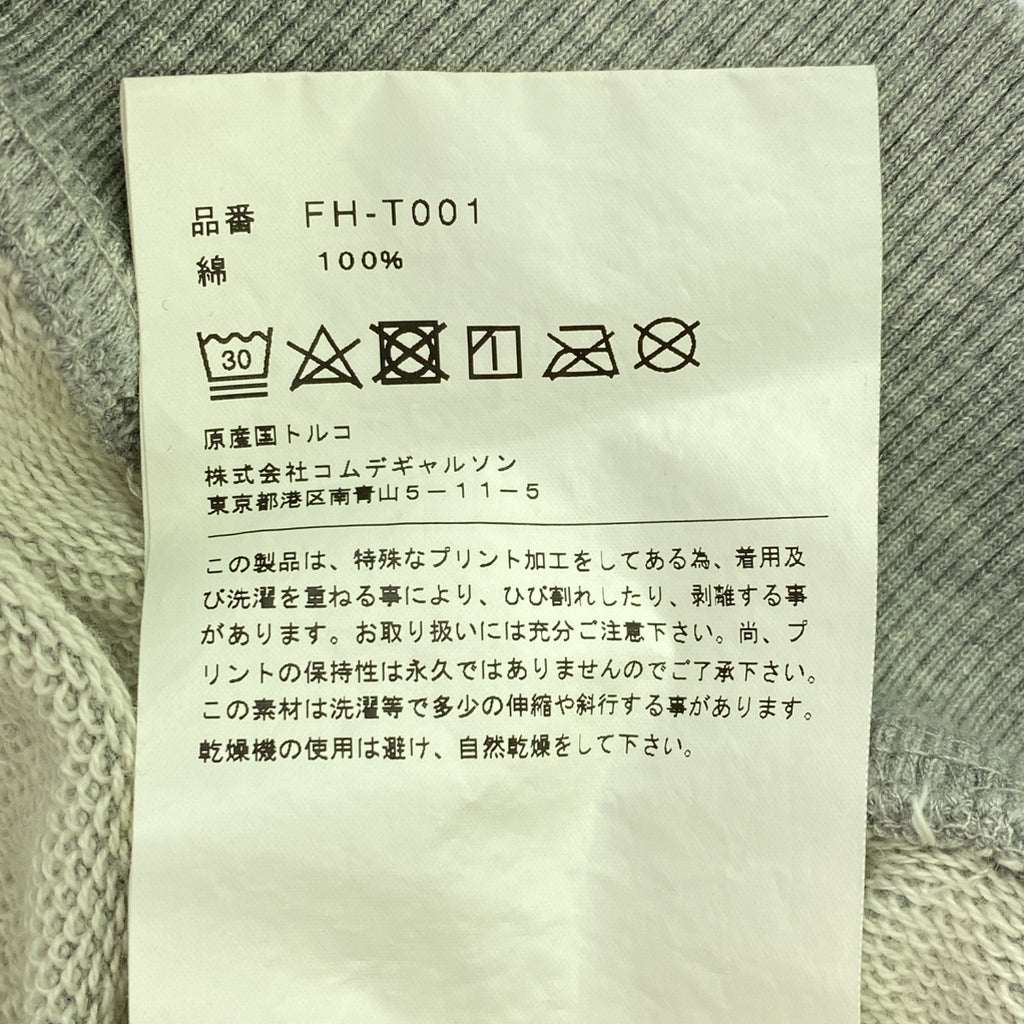 品番 FH-T001
綿 100%
30
原産国トルコ
株式会社コムデギャルソン
東京都港区南青山5-11-5
この製品は、特殊なプリント加工をしてある為、着用及
び洗濯を重ねる事により、ひび割れしたり、剥離する事
があります。お取り扱いには充分ご注意下さい。尚、プ
リントの保持性は永久ではありませんのでご了承下さい。
この素材は洗濯等で多少の伸縮や斜行する事があります。
乾燥機の使用は避け、自然乾燥をして下さい。